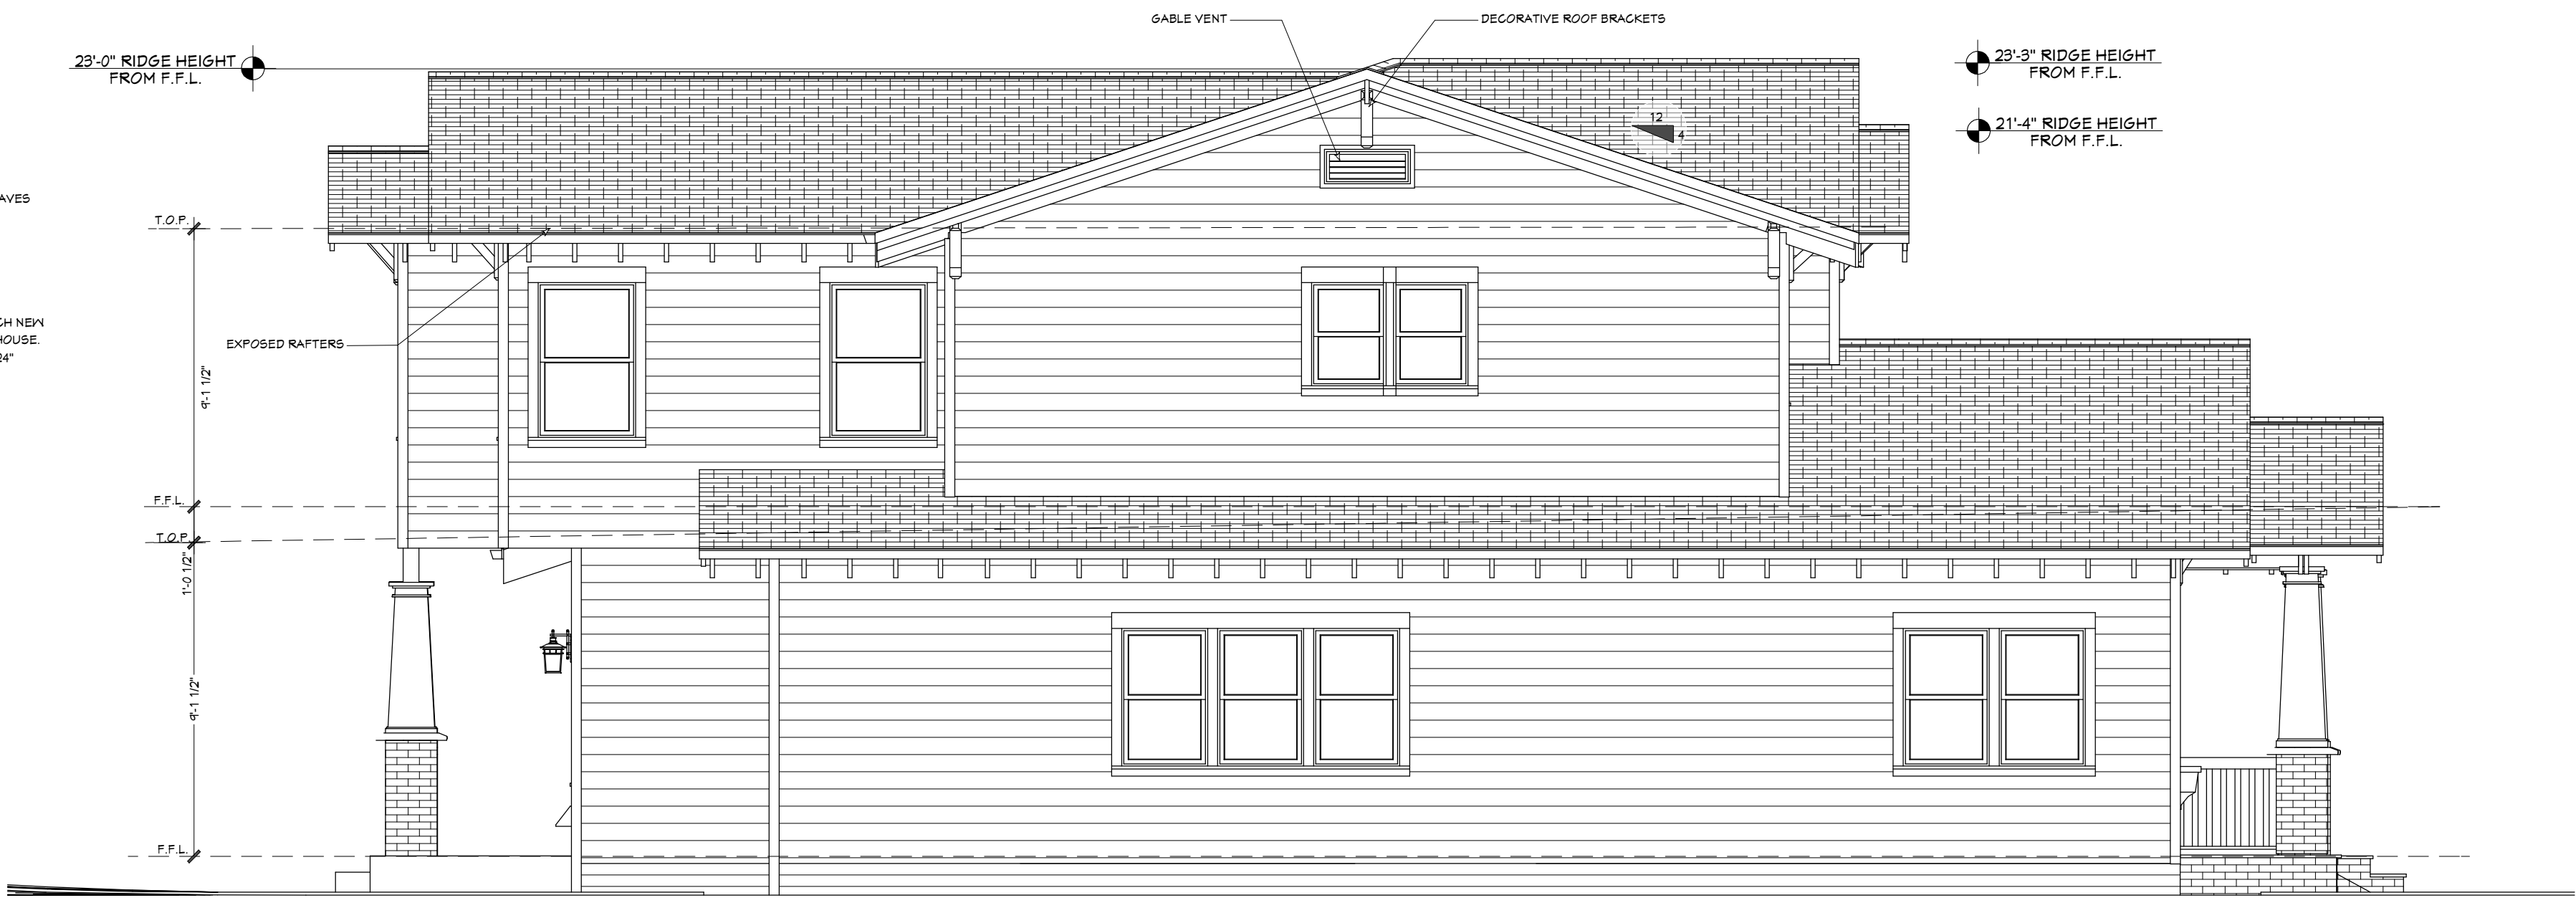 GABLE VENT
DECORATIVE ROOF BRACKETS
23'-0" RIDGE HEIGHT
FROM F.F.L.
23'-3" RIDGE HEIGHT
FROM F.F.L.
12
4
21'-4" RIDGE HEIGHT
FROM F.F.L.
AVES
T.O.P.
CH NEW
HOUSE.
24"
EXPOSED RAFTERS
9'-1 1/2"
F.F.L.
T.O.P.
1'-0 1/2"
9'-1 1/2"
F.F.L.